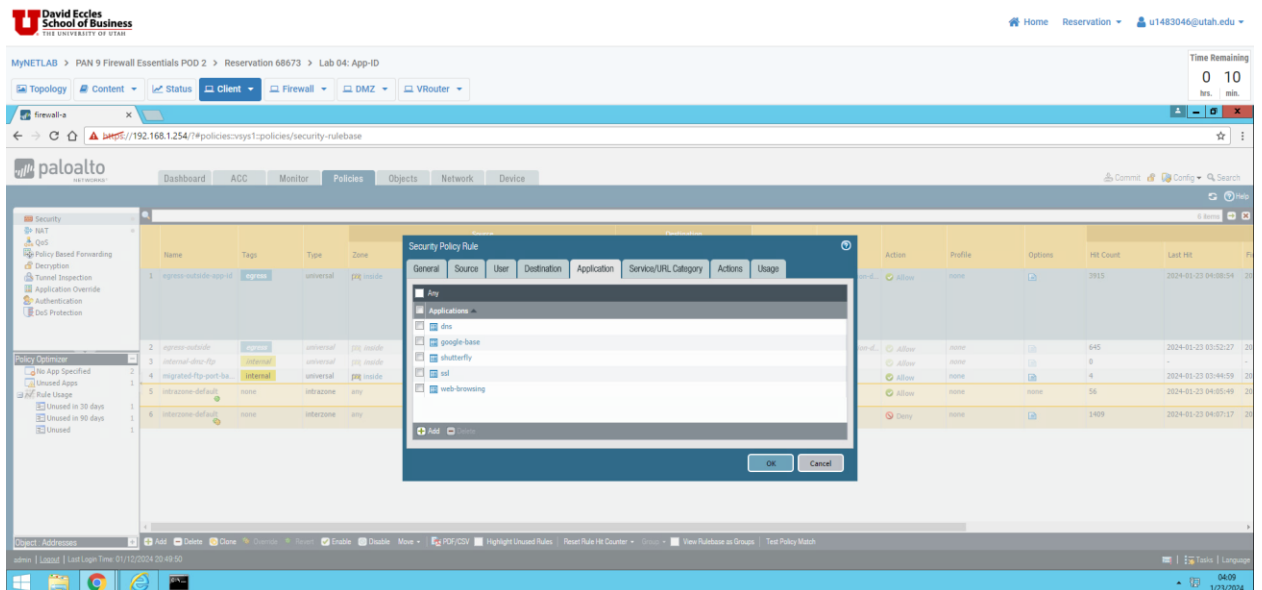 David Eccles
School of Business
THE UNIVERSITY OF UTAH
Home Reservation u1483046@utah.edu
MyNETLAB > PAN 9 Firewall Essentials POD 2 > Reservation 68673 > Lab 04: App-ID
Time Remaining
0 10
hrs. min.
Topology Content Status Client Firewall DMZ VRouter
firewall-a
https://192.168.1.254/?#policies::vsys1::policies/security-rulebase
paloalto
NETWORKS
Dashboard ACC Monitor Policies Objects Network Device
Commit Config Search
Help
6 items
Security
NAT
QoS
Policy Based Forwarding
Decryption
Tunnel Inspection
Application Override
Authentication
DoS Protection
Policy Optimizer
No App Specified 2
Unused Apps 1
Rule Usage
Unused in 30 days 1
Unused in 90 days 1
Unused 1
Object : Addresses
Source Destination
Name Tags Type Zone Action Profile Options Hit Count Last Hit
1 egress-outside-app-id egress universal inside Allow none 3915 2024-01-23 04:08:54
2 egress-outside egress universal inside Allow none 645 2024-01-23 03:52:27
3 internal-dmz-ftp internal universal inside Allow none 0 -
4 migrated-ftp-port-ba... internal universal inside Allow none 4 2024-01-23 03:44:59
5 intrazone-default none intrazone any Allow none none 56 2024-01-23 04:05:49
6 interzone-default none interzone any Deny none 1409 2024-01-23 04:07:17
Security Policy Rule
General Source User Destination Application Service/URL Category Actions Usage
Any
Applications
dns
google-base
shutterfly
ssl
web-browsing
Add Delete
OK Cancel
Add Delete Clone Override Revert Enable Disable Move PDF/CSV Highlight Unused Rules Reset Rule Hit Counter Group View Rulebase as Groups Test Policy Match
admin | Logout | Last Login Time: 01/12/2024 20:49:50
Tasks | Language
04:09
1/23/2024